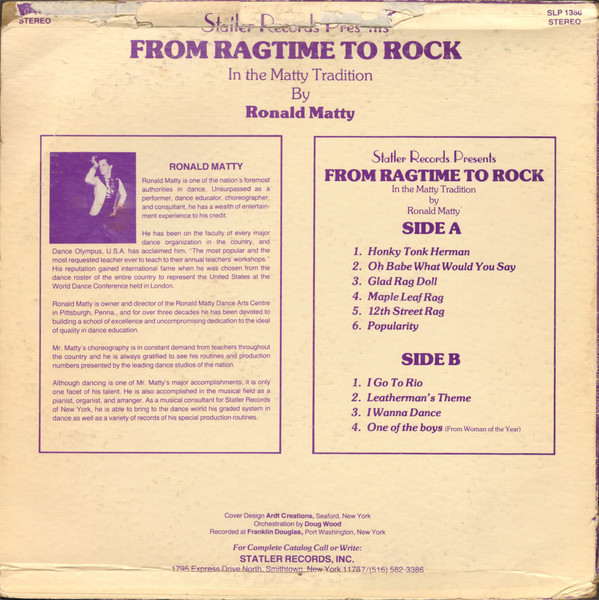 STEREO
SLP 1386
STEREO
Statler Records Presents
FROM RAGTIME TO ROCK
In the Matty Tradition
By
Ronald Matty
RONALD MATTY
Ronald Matty is one of the nation's foremost
authorities in dance. Unsurpassed as a
performer, dance educator, choreographer,
and consultant, he has a wealth of entertain-
ment experience to his credit.
He has been on the faculty of every major
dance organization in the country, and
Dance Olympus, U.S.A. has acclaimed him, "The most popular and the
most requested teacher ever to teach to their annual teachers' workshops."
His reputation gained international fame when he was chosen from the
dance roster of the entire country to represent the United States at the
World Dance Conference held in London.
Ronald Matty is owner and director of the Ronald Matty Dance Arts Centre
in Pittsburgh, Penna., and for over three decades he has been devoted to
building a school of excellence and uncompromising dedication to the ideal
of quality in dance education.
Mr. Matty's choreography is in constant demand from teachers throughout
the country and he is always gratified to see his routines and production
numbers presented by the leading dance studios of the nation.
Although dancing is one of Mr. Matty's major accomplishments, it is only
one facet of his talent. He is also accomplished in the musical field as a
pianist, organist, and arranger. As a musical consultant for Statler Records
of New York, he is able to bring to the dance world his graded system in
dance as well as a variety of records of his special production routines.
Statler Records Presents
FROM RAGTIME TO ROCK
In the Matty Tradition
by
Ronald Matty
SIDE A
1. Honky Tonk Herman
2. Oh Babe What Would You Say
3. Glad Rag Doll
4. Maple Leaf Rag
5. 12th Street Rag
6. Popularity
SIDE B
1. I Go To Rio
2. Leatherman's Theme
3. I Wanna Dance
4. One of the boys (From Woman of the Year)
Cover Design Ardt Creations, Seaford, New York
Orchestration by Doug Wood
Recorded at Franklin Douglas, Port Washington, New York
For Complete Catalog Call or Write:
STATLER RECORDS, INC.
1795 Express Drive North, Smithtown, New York 11787/(516) 582-3386